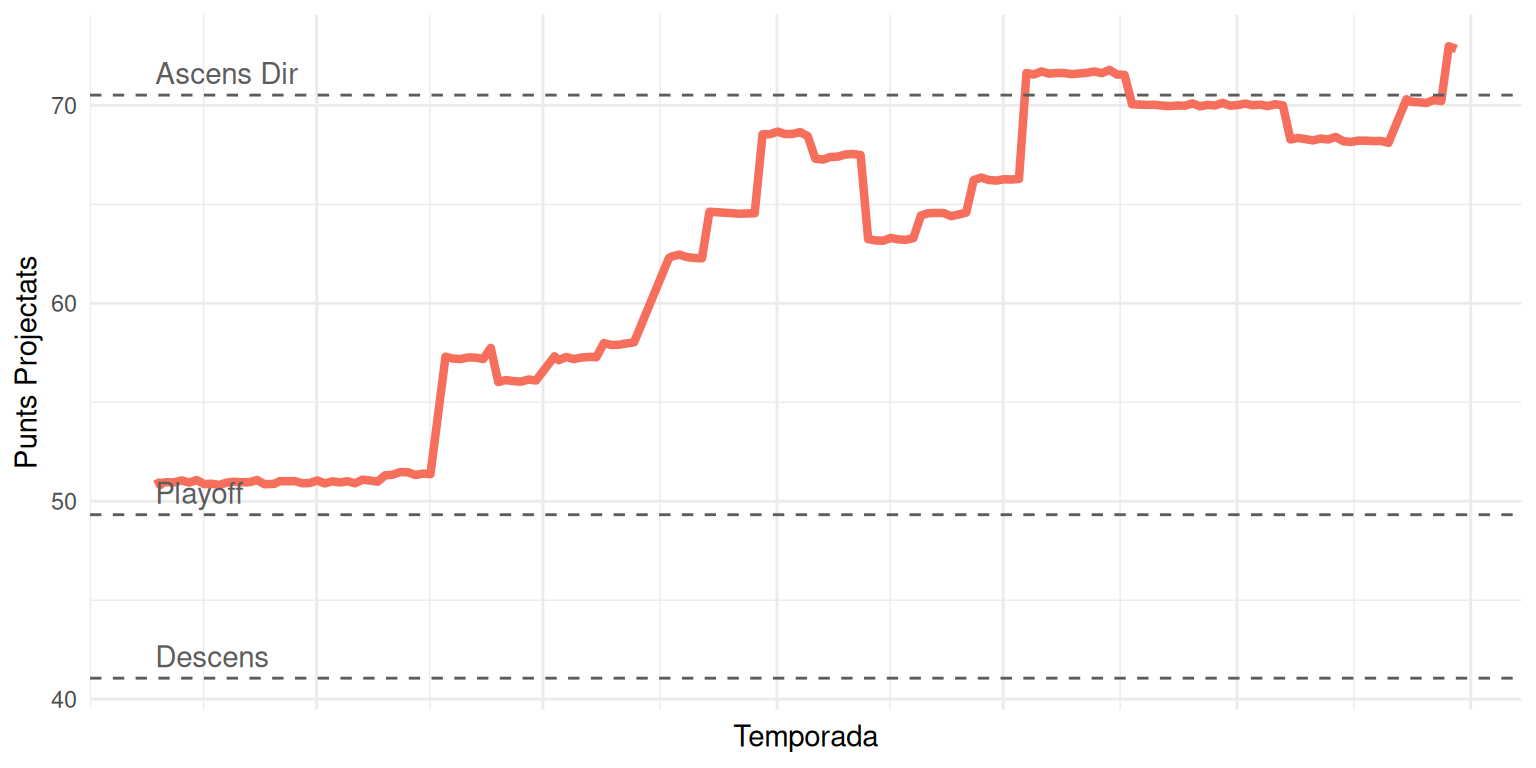 Ascens Dir
70
60
Punts Projectats
50
Playoff
Descens
40
Temporada